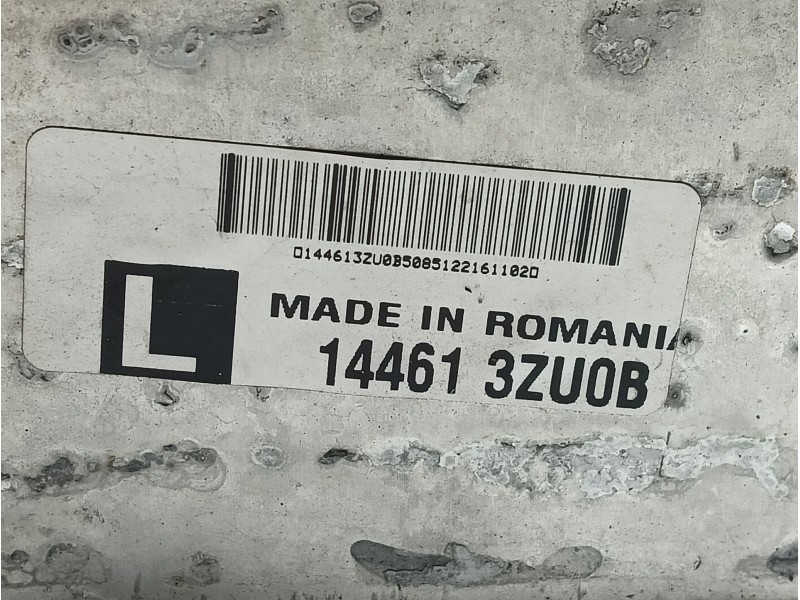 □144613ZU0B5085122161102□
L
MADE IN ROMANIA
14461 3ZU0B